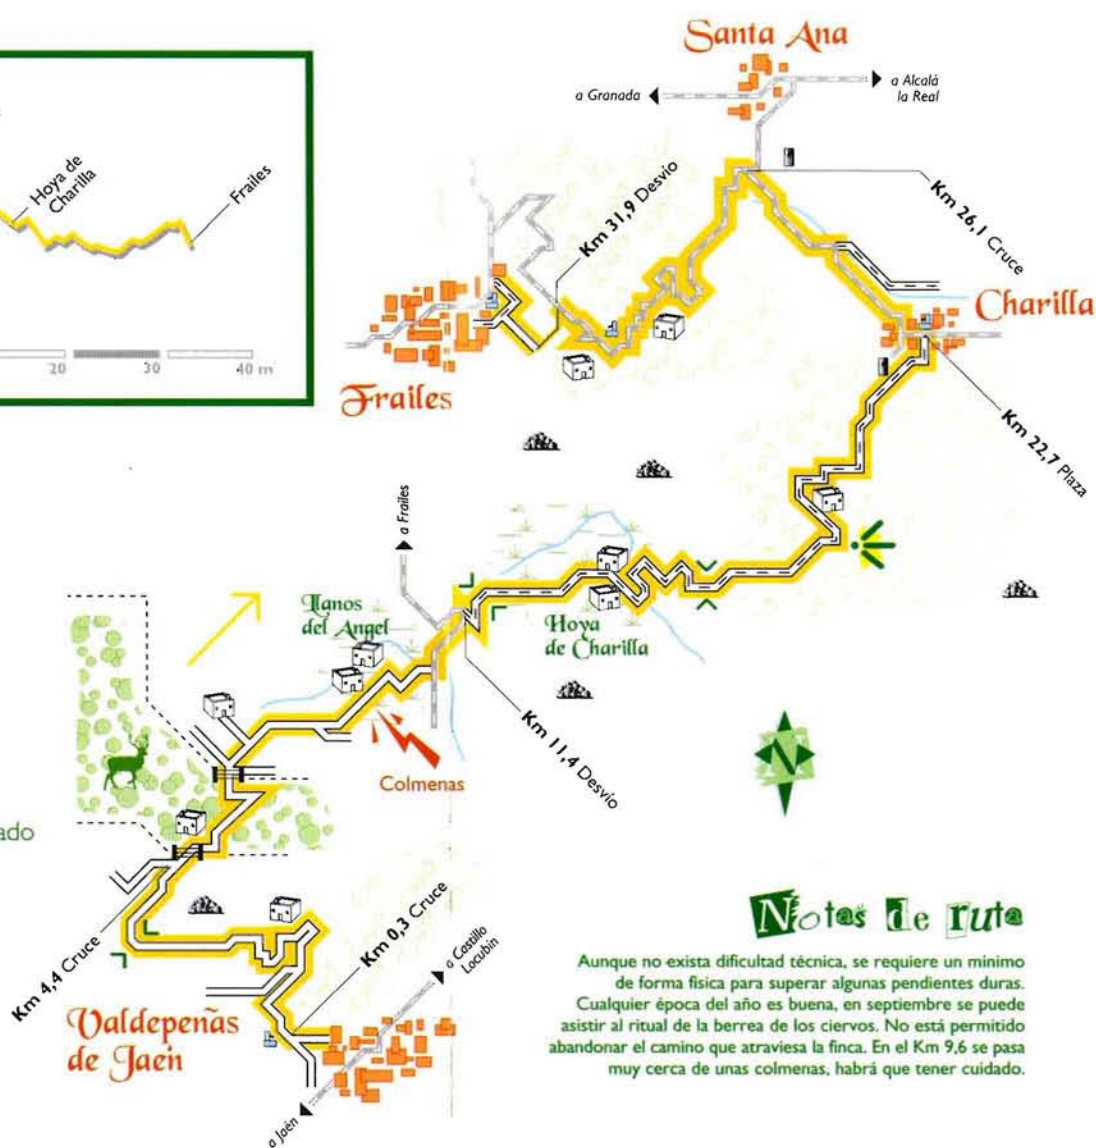 Santa Ana
a Granada
a Alcalá
la Real
Hoya de
Charilla
Frailes
20
30
40 m
Km 31,9 Desvio
Km 26,1 Cruce
Charilla
Frailes
Km 22,7 Plaza
a Frailes
Llanos
del Angel
Hoya
de Charilla
Km 11,4 Desvio
Colmenas
N
ado
Km 4,4 Cruce
Km 0,3 Cruce
a Castillo
Locubín
Valdepeñas
de Jaén
a Jaén
Notas de ruta
Aunque no exista dificultad técnica, se requiere un mínimo
de forma física para superar algunas pendientes duras.
Cualquier época del año es buena, en septiembre se puede
asistir al ritual de la berrea de los ciervos. No está permitido
abandonar el camino que atraviesa la finca. En el Km 9,6 se pasa
muy cerca de unas colmenas, habrá que tener cuidado.